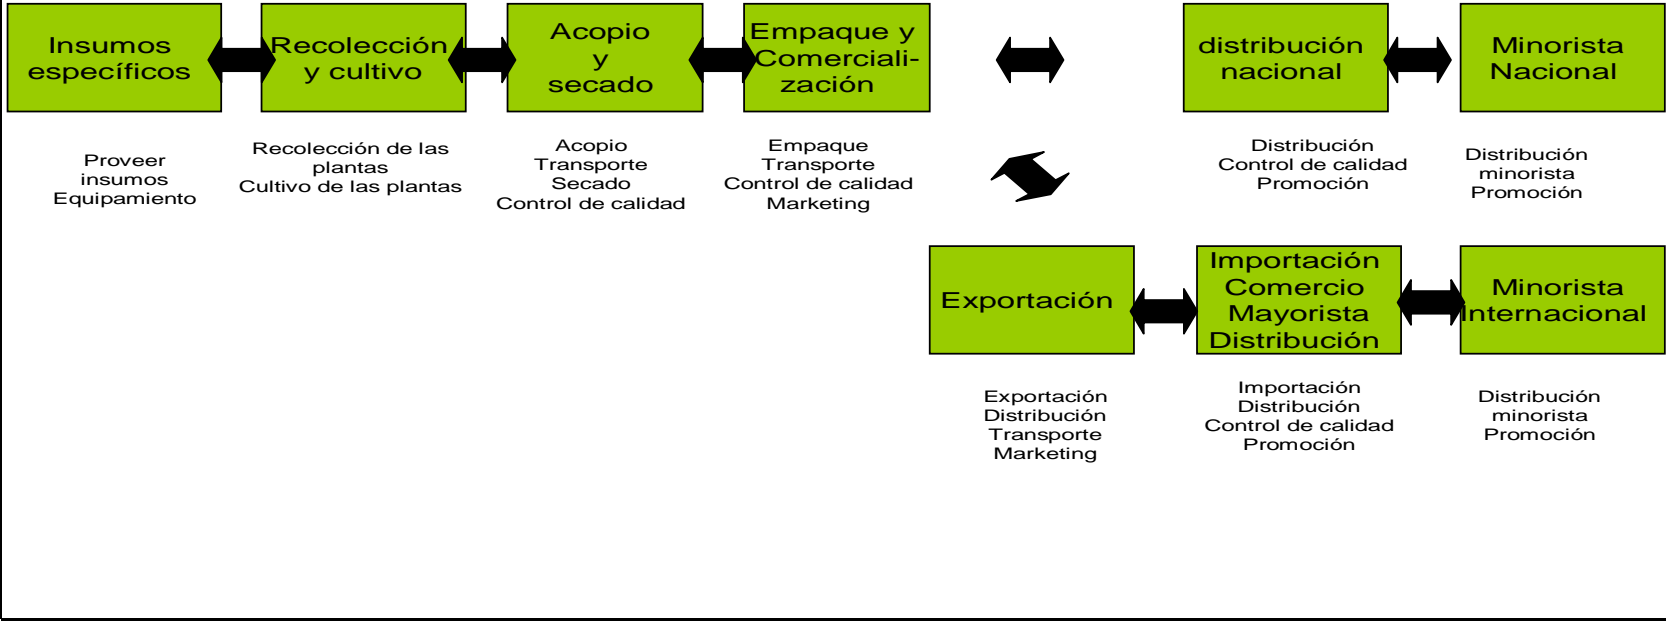 Insumos
específicos
Recolección
y cultivo
Acopio
y
secado
Empaque y
Comerciali-
zación
distribución
nacional
Minorista
Nacional
Proveer
insumos
Equipamiento
Recolección de las
plantas
Cultivo de las plantas
Acopio
Transporte
Secado
Control de calidad
Empaque
Transporte
Control de calidad
Marketing
Distribución
Control de calidad
Promoción
Distribución
minorista
Promoción
Exportación
Importación
Comercio
Mayorista
Distribución
Minorista
Internacional
Exportación
Distribución
Transporte
Marketing
Importación
Distribución
Control de calidad
Promoción
Distribución
minorista
Promoción